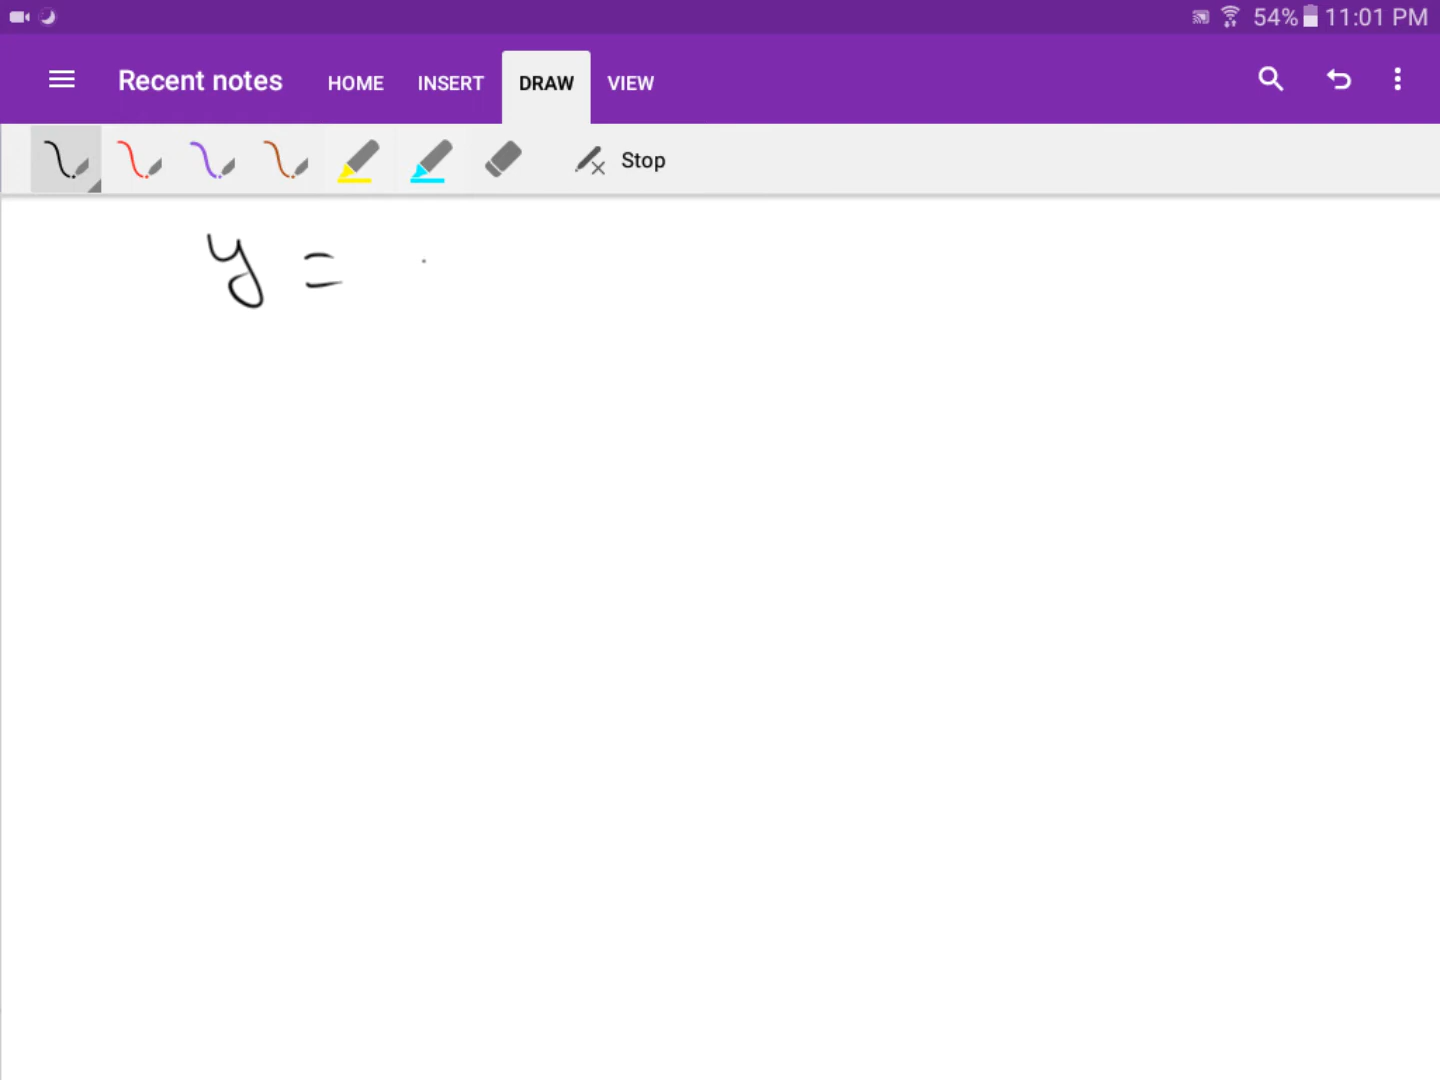 54% 11:01 PM
Recent notes HOME INSERT DRAW VIEW
Stop
y =